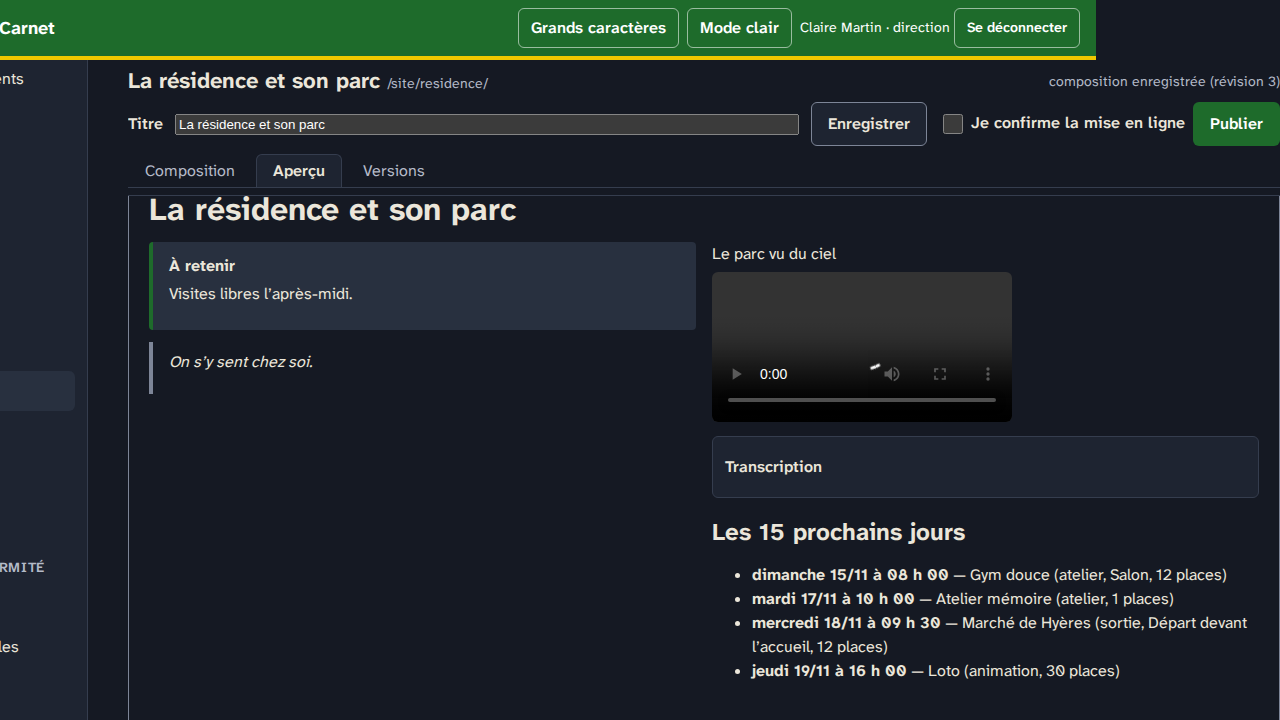 Carnet
Grands caractères
Mode clair
Claire Martin · direction
Se déconnecter
ents
RMITÉ
les
La résidence et son parc /site/residence/
composition enregistrée (révision 3)
Titre
La résidence et son parc
Enregistrer
Je confirme la mise en ligne
Publier
Composition
Aperçu
Versions
La résidence et son parc
À retenir
Visites libres l’après-midi.
On s’y sent chez soi.
Le parc vu du ciel
0:00
Transcription
Les 15 prochains jours
dimanche 15/11 à 08 h 00 — Gym douce (atelier, Salon, 12 places)
mardi 17/11 à 10 h 00 — Atelier mémoire (atelier, 1 places)
mercredi 18/11 à 09 h 30 — Marché de Hyères (sortie, Départ devant
l’accueil, 12 places)
jeudi 19/11 à 16 h 00 — Loto (animation, 30 places)